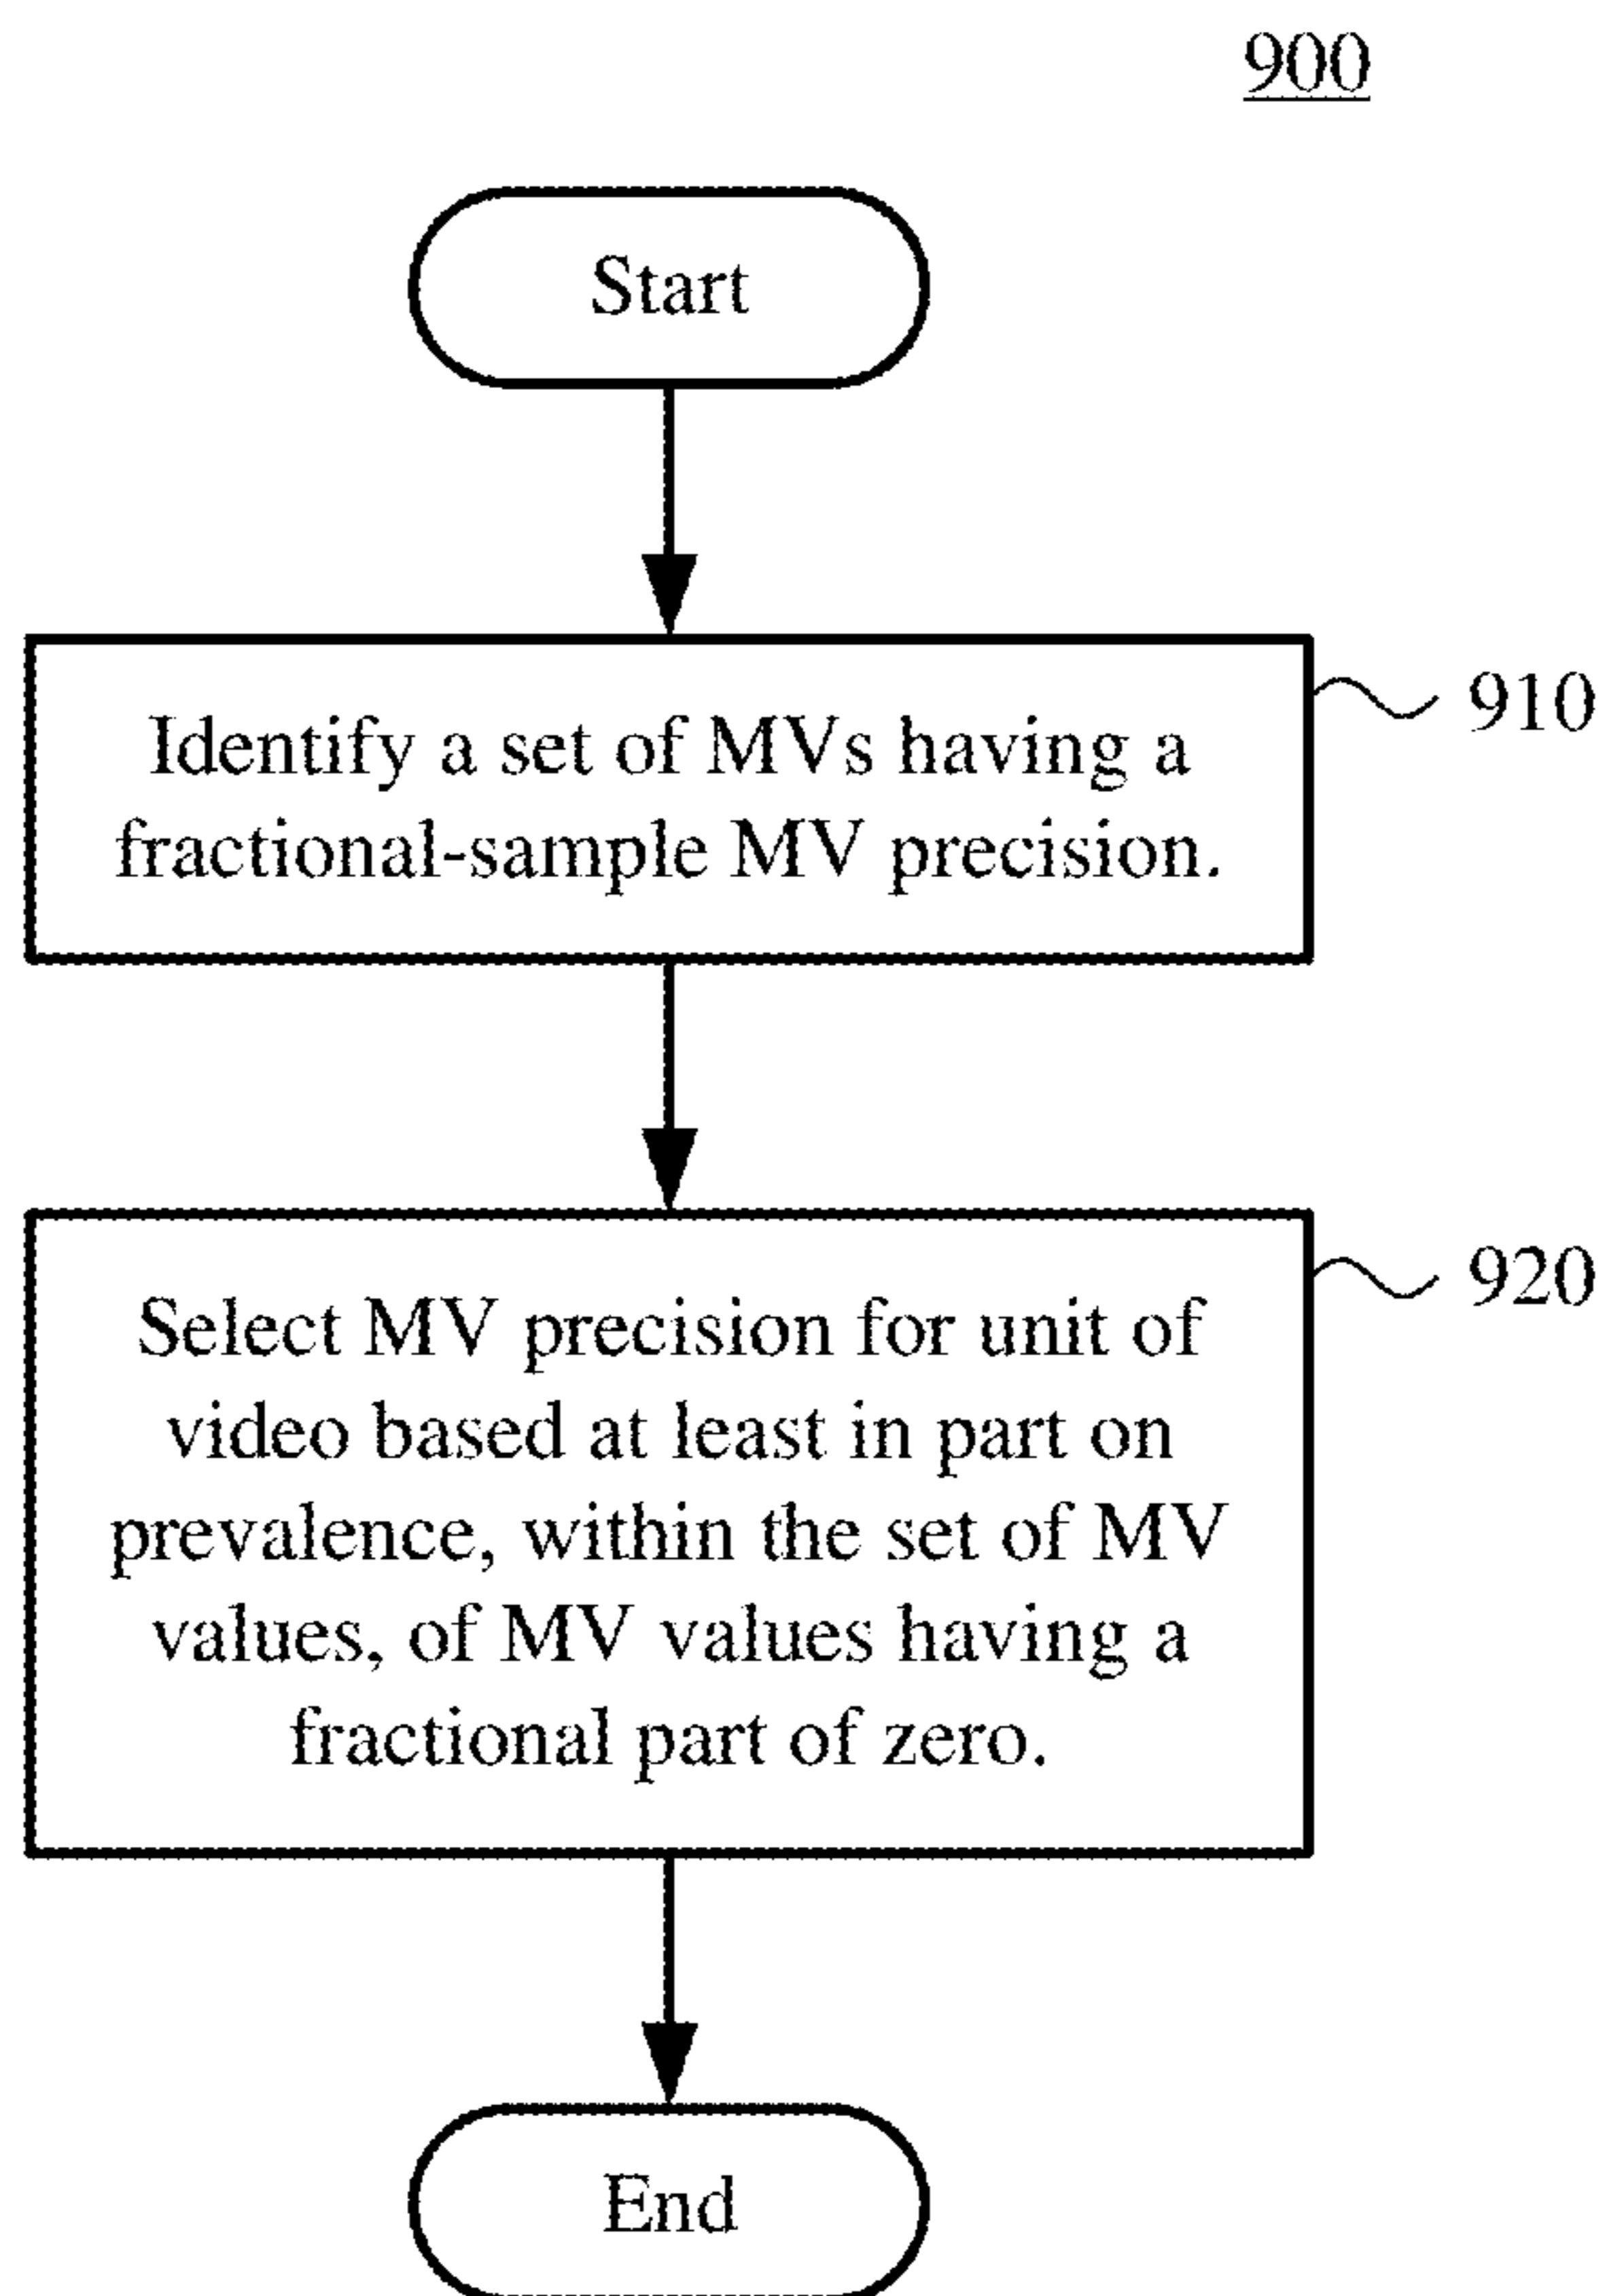 900
Start
Identify a set of MVs having a
fractional-sample MV precision.
910
Select MV precision for unit of
video based at least in part on
prevalence, within the set of MV
values, of MV values having a
fractional part of zero.
920
End